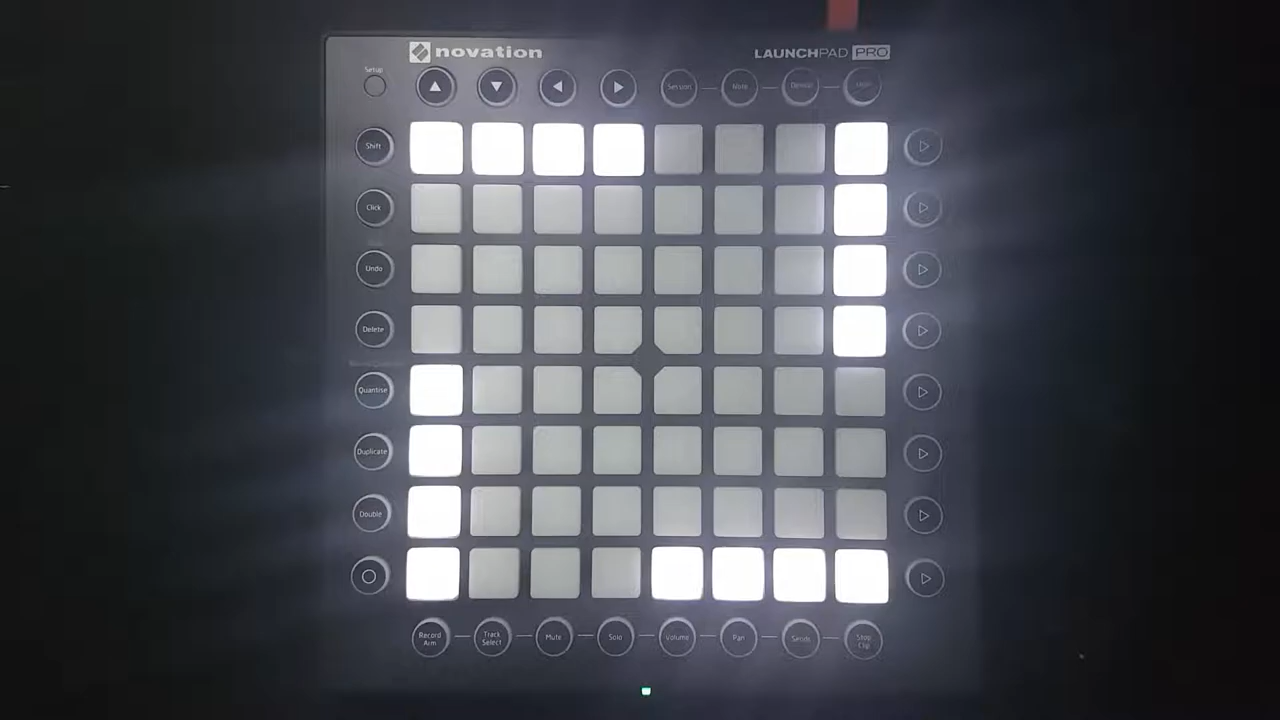 novation
LAUNCHPAD PRO
Setup
Session
Note
Device
User
Shift
Click
Undo
Delete
Quantise
Duplicate
Double
Record
Arm
Track
Select
Mute
Solo
Volume
Pan
Sends
Stop
Clip